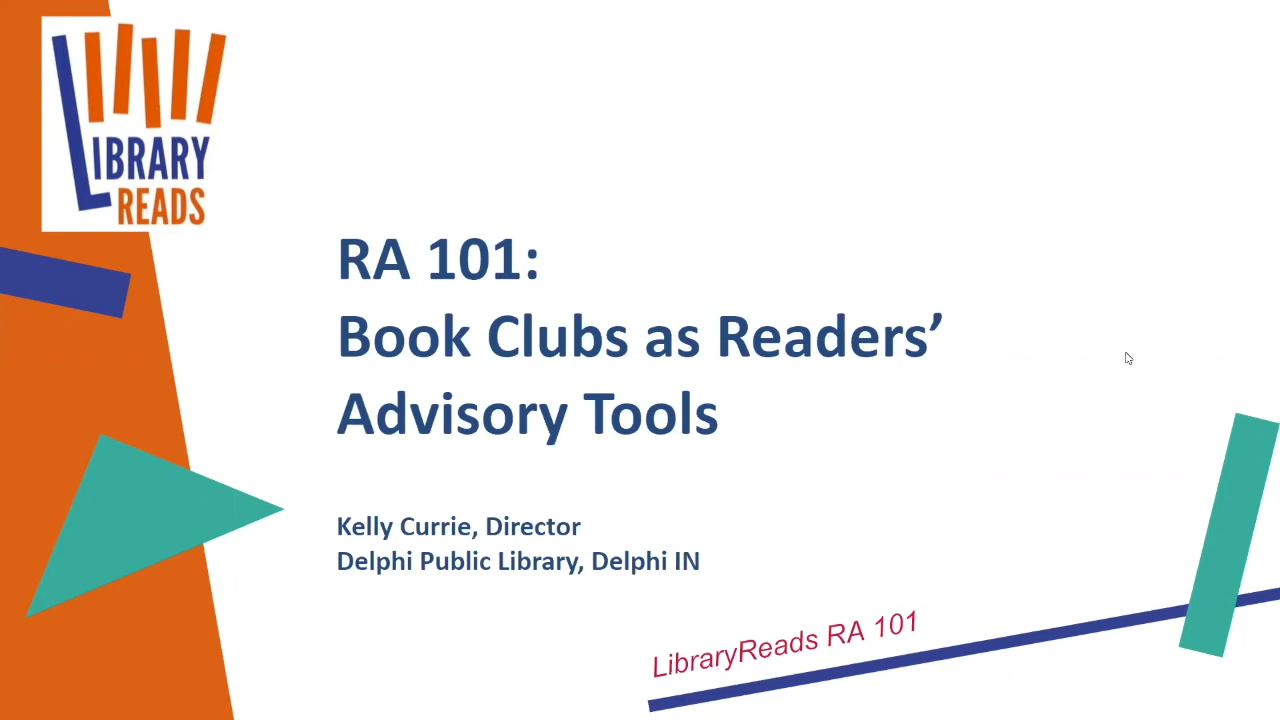 LIBRARY
READS
RA 101:
Book Clubs as Readers’
Advisory Tools
Kelly Currie, Director
Delphi Public Library, Delphi IN
LibraryReads RA 101